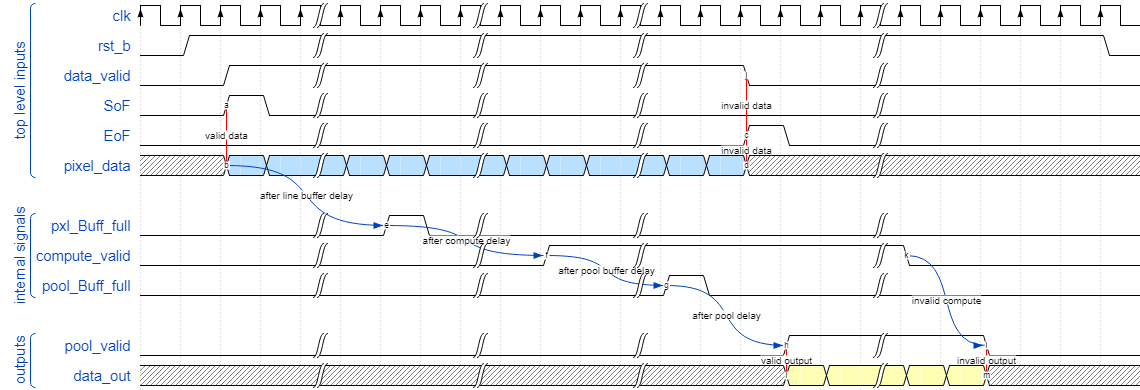 top level inputs
clk
rst_b
data_valid
SoF
a
invalid data
EoF
valid data
c
invalid data
pixel_data
b
d
after line buffer delay
internal signals
pxl_Buff_full
e
after compute delay
compute_valid
f
k
after pool buffer delay
pool_Buff_full
g
invalid compute
after pool delay
outputs
pool_valid
h
l
valid output
invalid output
data_out
m